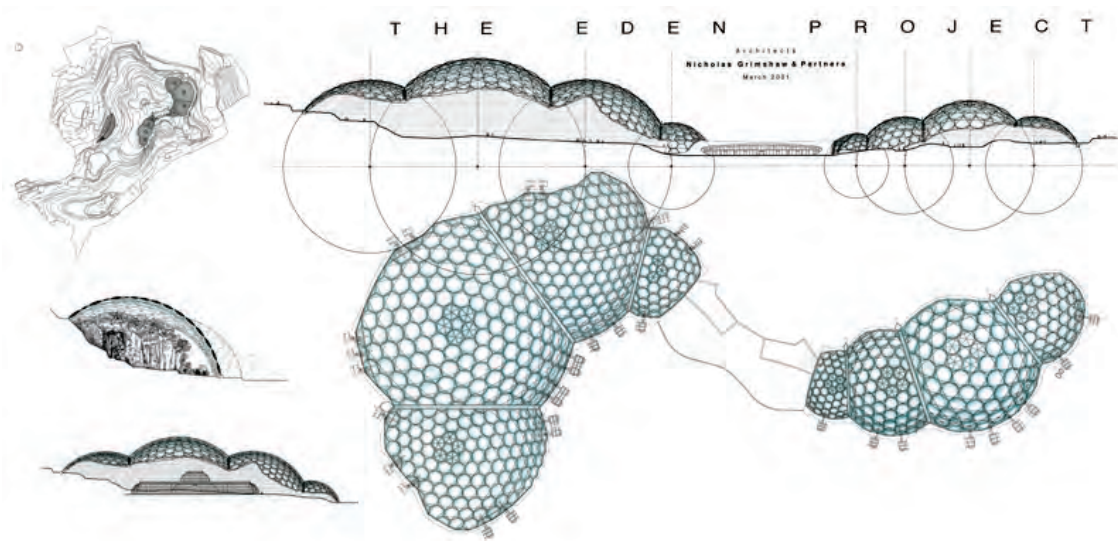 THE EDEN PROJECT
Architects
Nicholas Grimshaw & Partners
March 2001